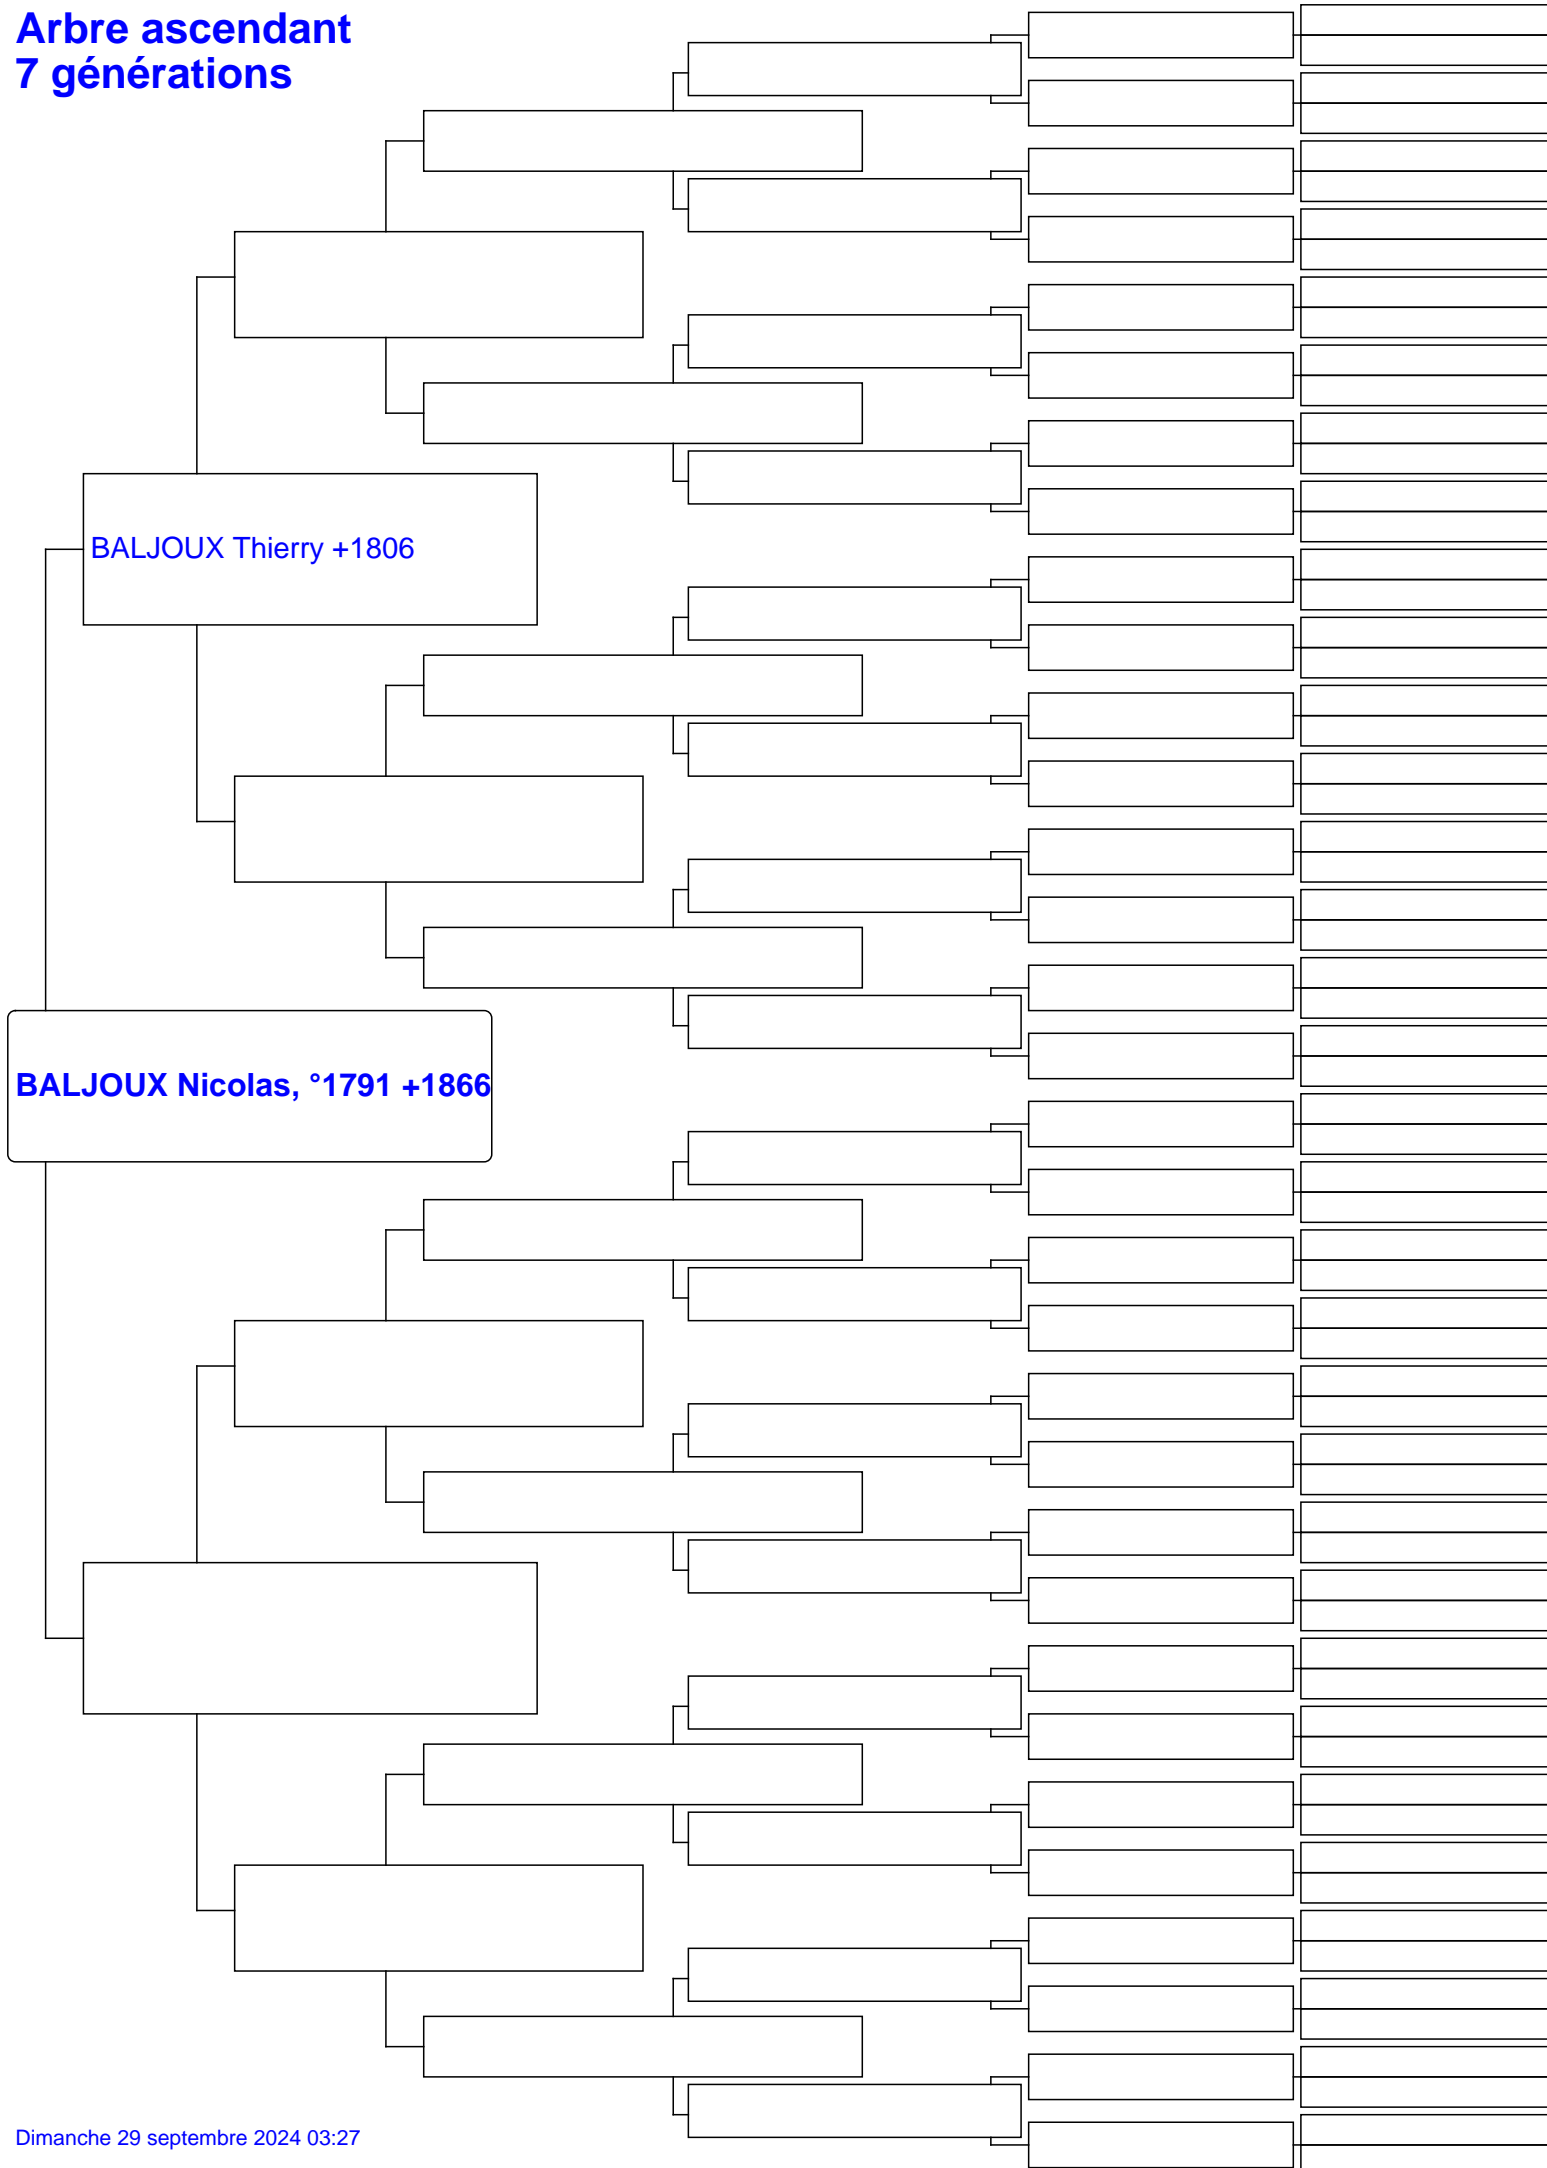 Arbre ascendant
7 générations
BALJOUX Thierry +1806
BALJOUX Nicolas, °1791 +1866
Dimanche 29 septembre 2024 03:27